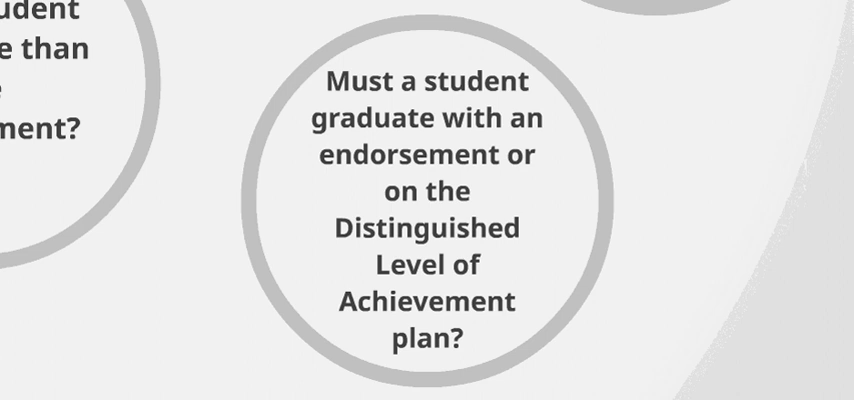 udent
e than
ment?
Must a student
graduate with an
endorsement or
on the
Distinguished
Level of
Achievement
plan?